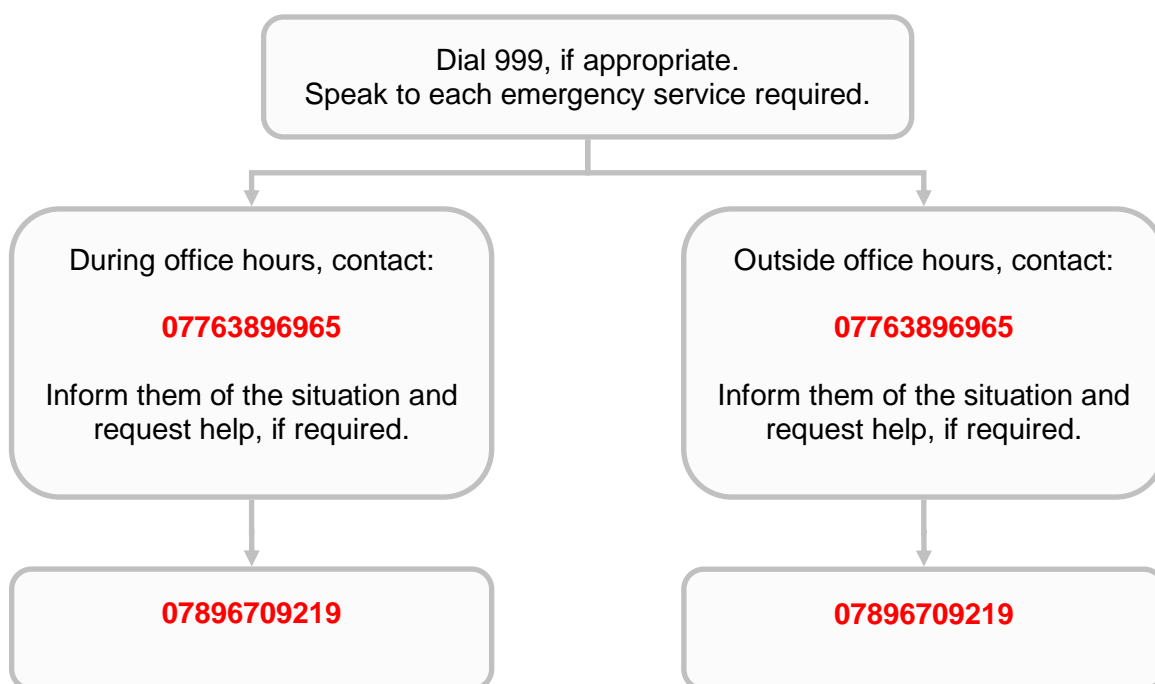 Dial 999, if appropriate.
Speak to each emergency service required.
During office hours, contact:
07763896965
Inform them of the situation and
request help, if required.
07896709219
Outside office hours, contact:
07763896965
Inform them of the situation and
request help, if required.
07896709219